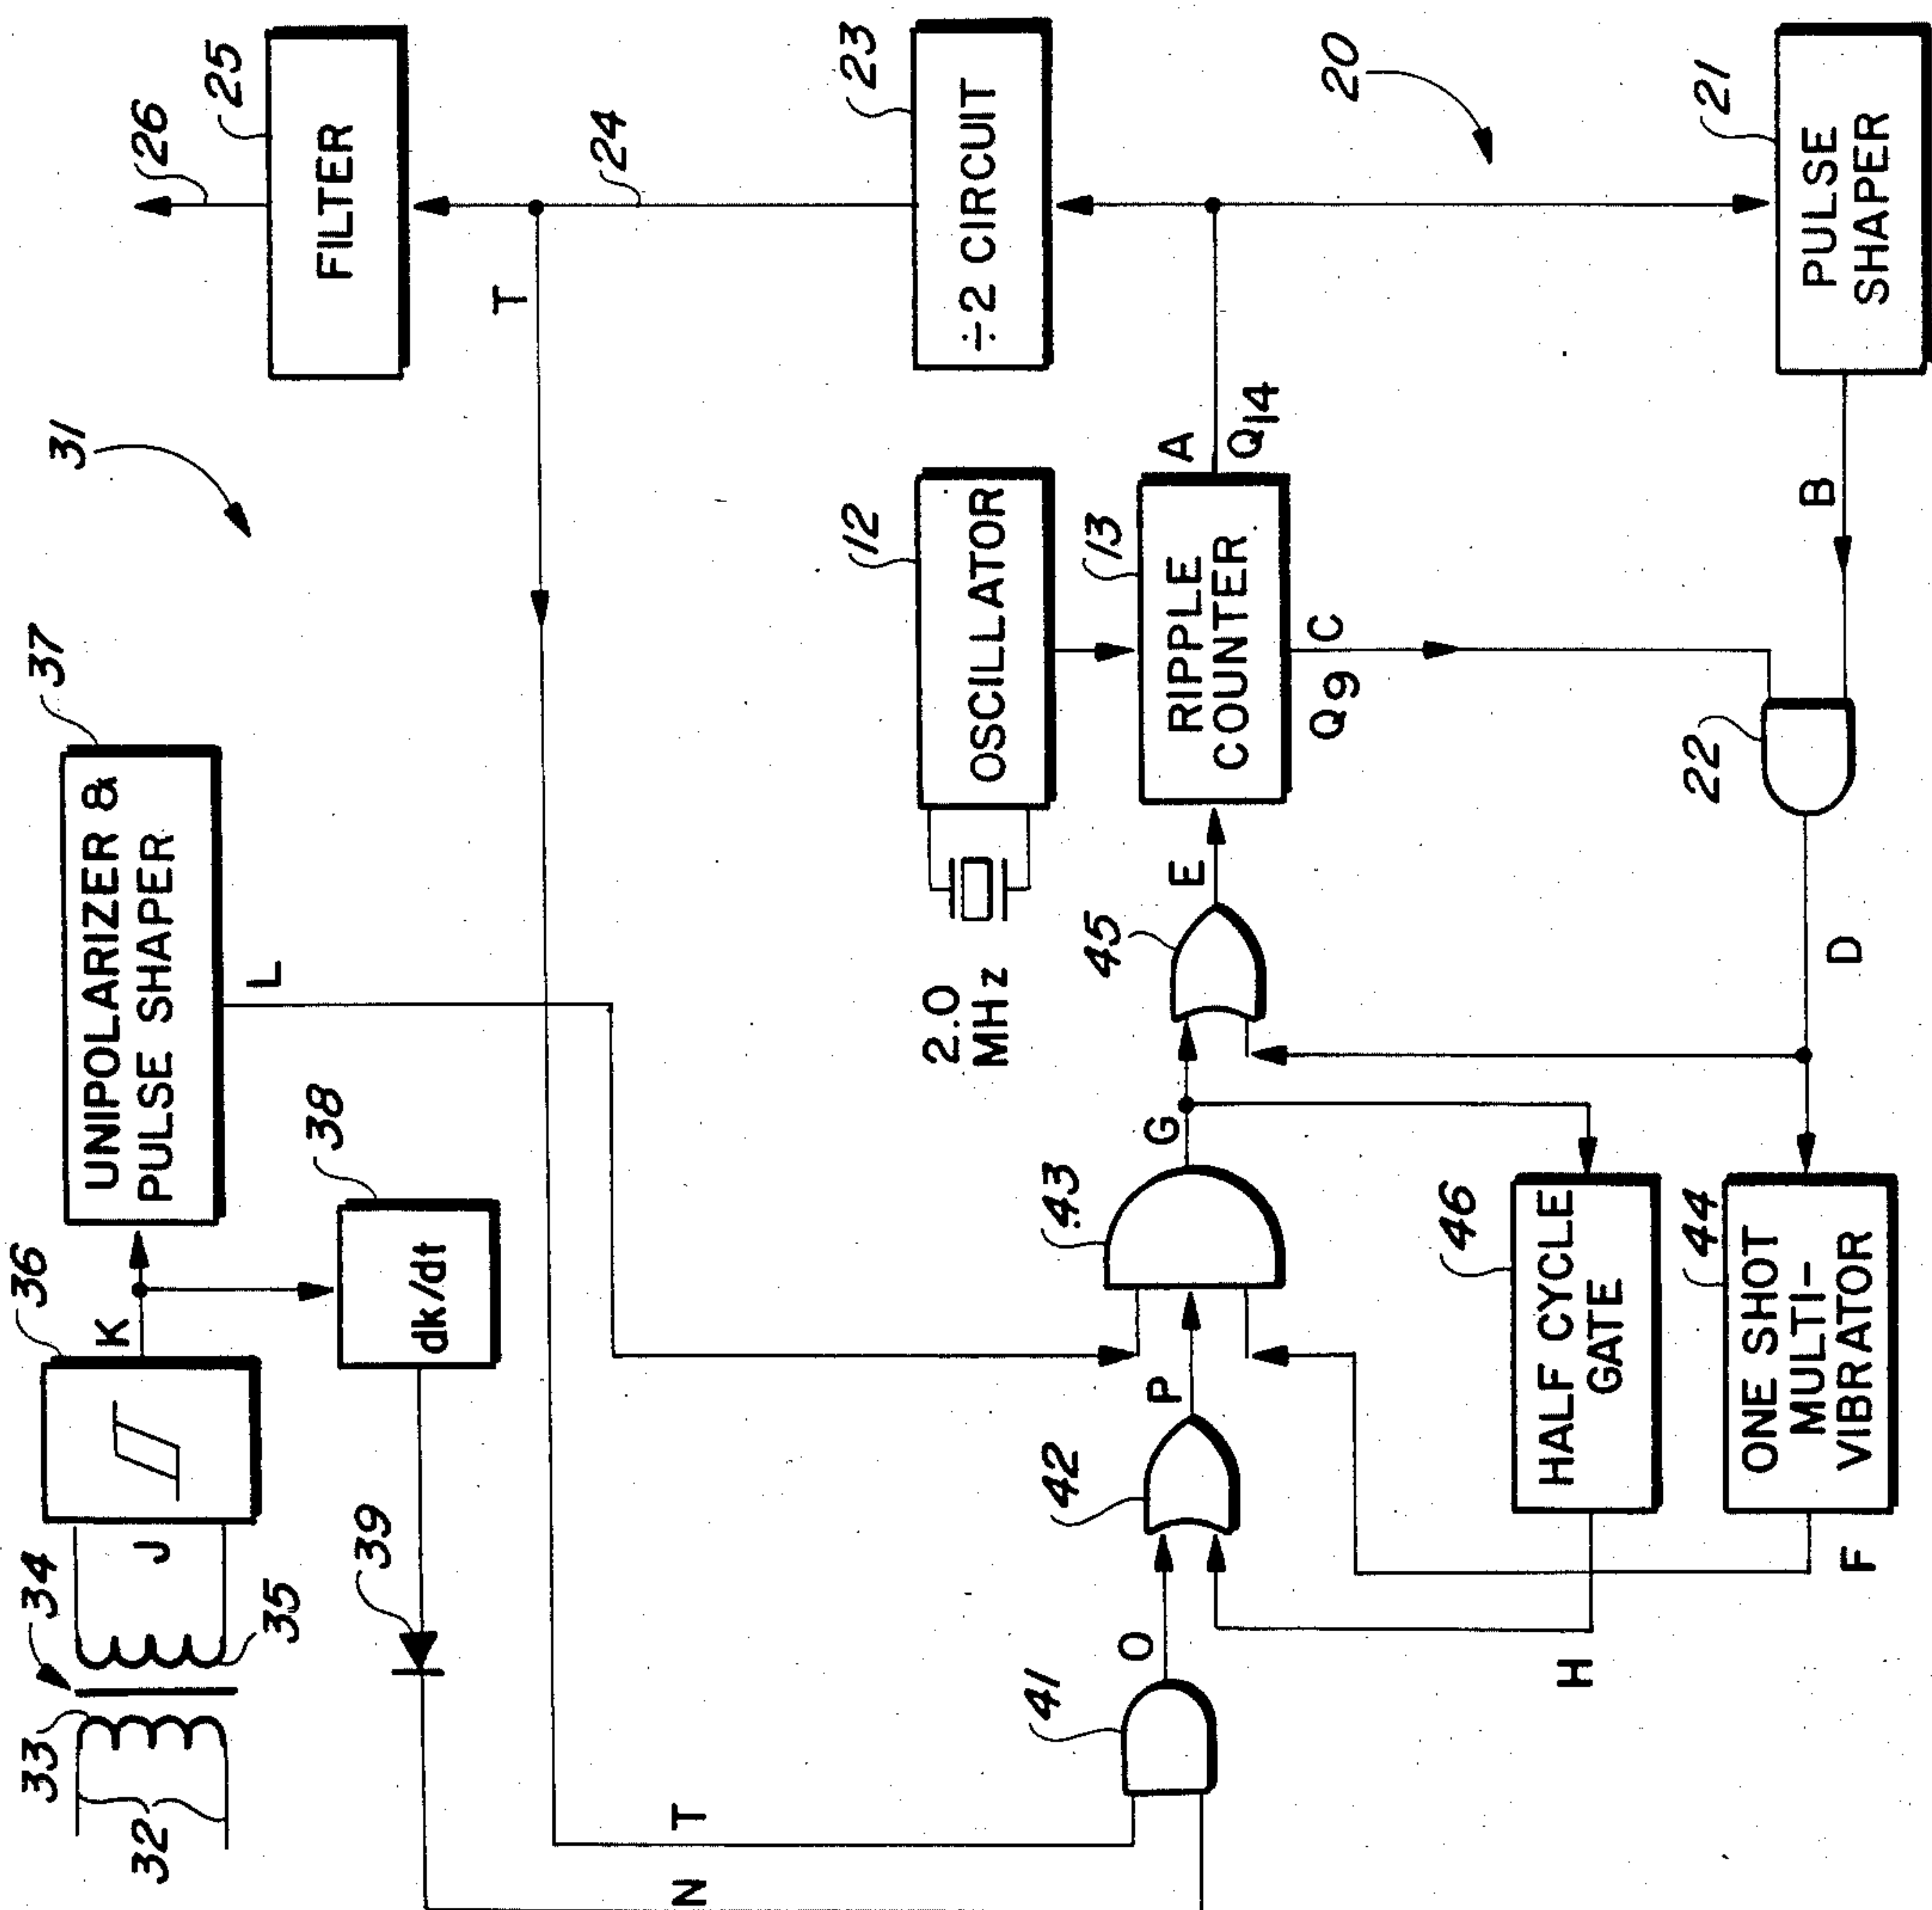 31
26
25
FILTER
24
T
23
÷2 CIRCUIT
20
21
PULSE
SHAPER
37
UNIPOLARIZER &
PULSE SHAPER
L
36
K
38
dk/dt
39
34
J
35
33
32
12
OSCILLATOR
2.0
MHz
13
RIPPLE
COUNTER
A
Q14
C
Q9
B
22
D
E
45
G
43
P
42
O
41
T
N
46
HALF CYCLE
GATE
44
ONE SHOT
MULTI-
VIBRATOR
H
F